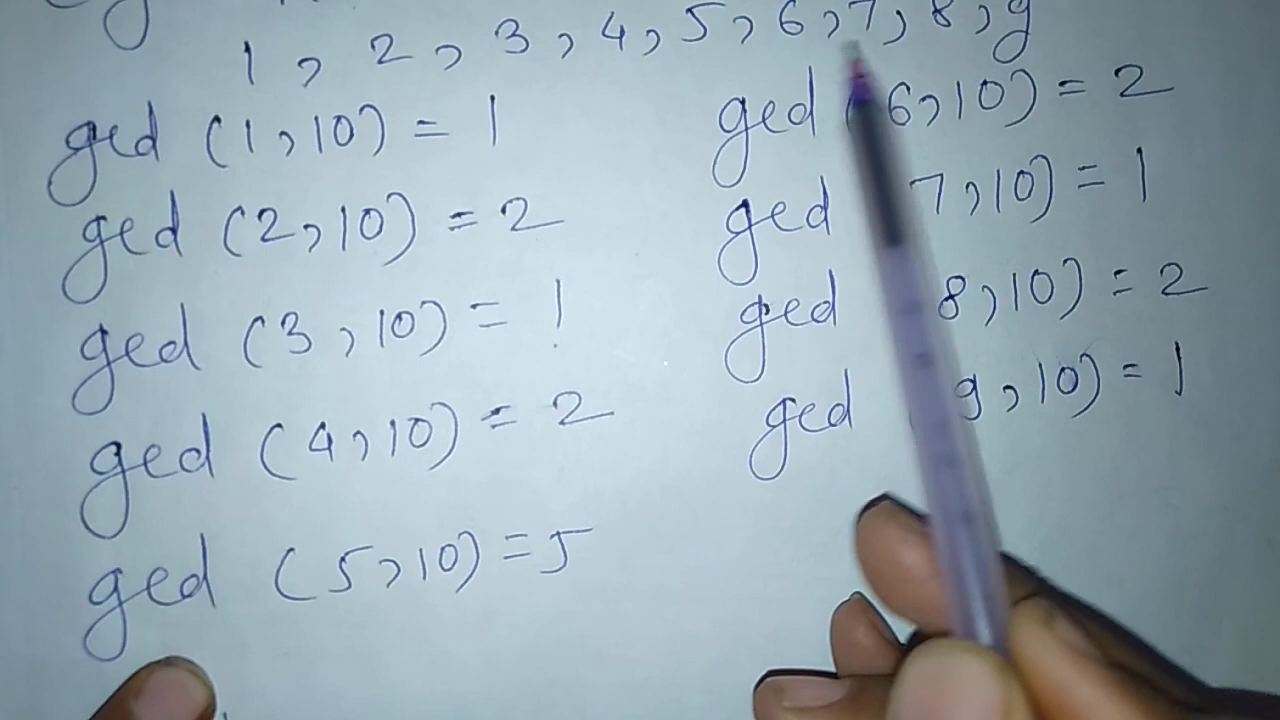 1, 2, 3, 4, 5, 6, 7, 8, 9
gcd (1, 10) = 1
gcd (2, 10) = 2
gcd (3, 10) = 1
gcd (4, 10) = 2
gcd (5, 10) = 5
gcd (6, 10) = 2
gcd 7, 10) = 1
gcd 8, 10) = 2
gcd (9, 10) = 1